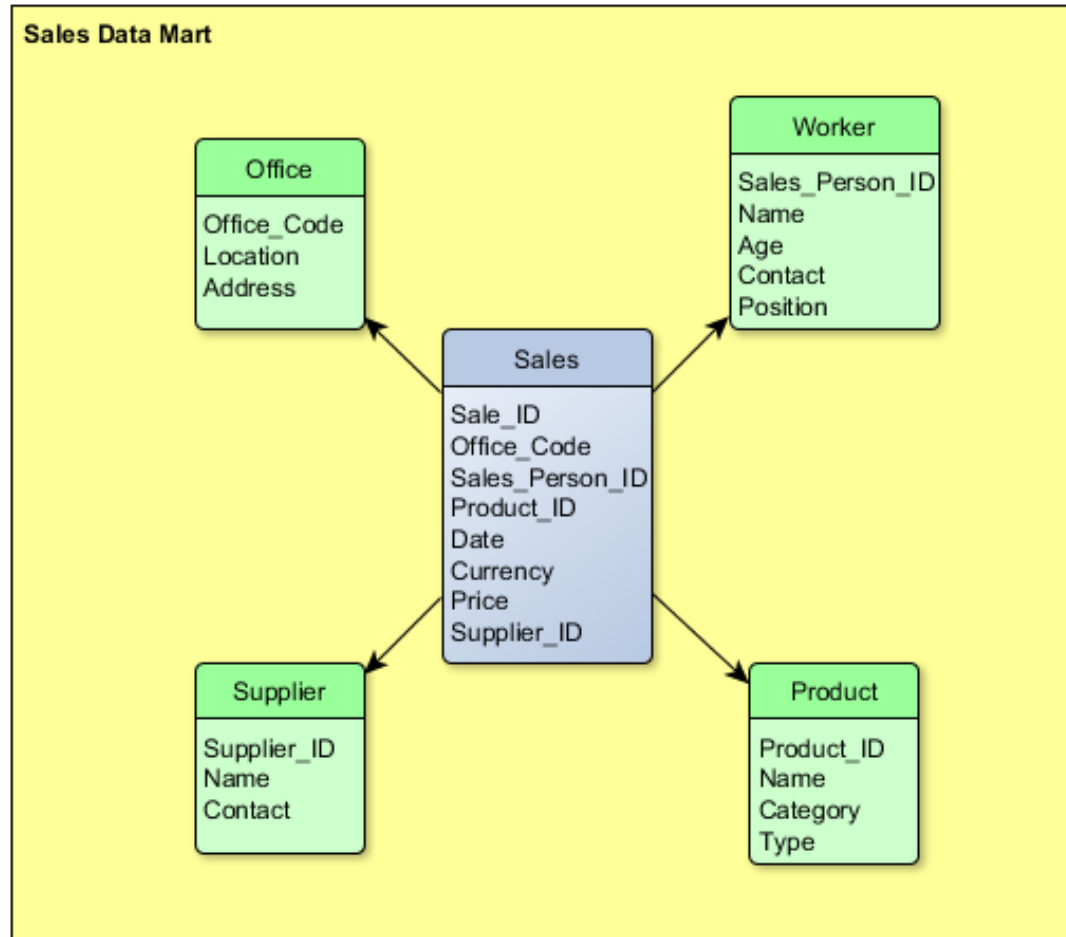 Sales Data Mart
Office
Office_Code
Location
Address
Worker
Sales_Person_ID
Name
Age
Contact
Position
Sales
Sale_ID
Office_Code
Sales_Person_ID
Product_ID
Date
Currency
Price
Supplier_ID
Supplier
Supplier_ID
Name
Contact
Product
Product_ID
Name
Category
Type